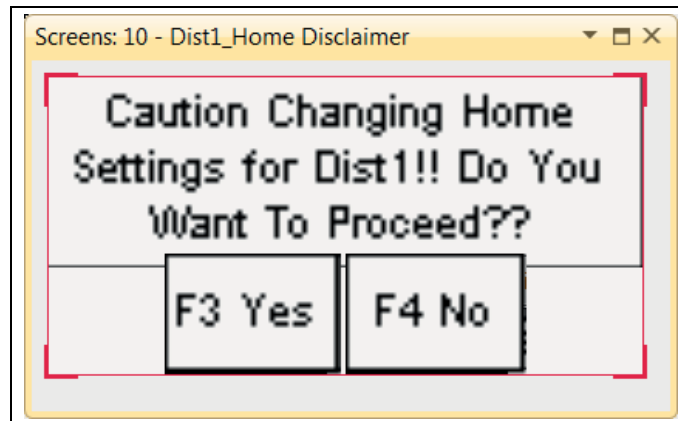 Screens: 10 - Dist1_Home Disclaimer
Caution Changing Home
Settings for Dist1!! Do You
Want To Proceed??
F3 Yes F4 No